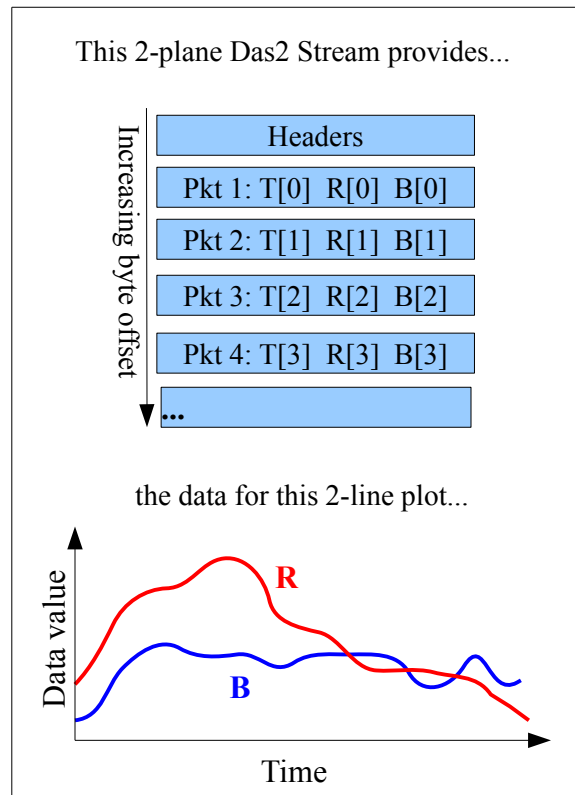 This 2-plane Das2 Stream provides...
Increasing byte offset
Headers
Pkt 1: T[0] R[0] B[0]
Pkt 2: T[1] R[1] B[1]
Pkt 3: T[2] R[2] B[2]
Pkt 4: T[3] R[3] B[3]
...
the data for this 2-line plot...
Data value
R
B
Time